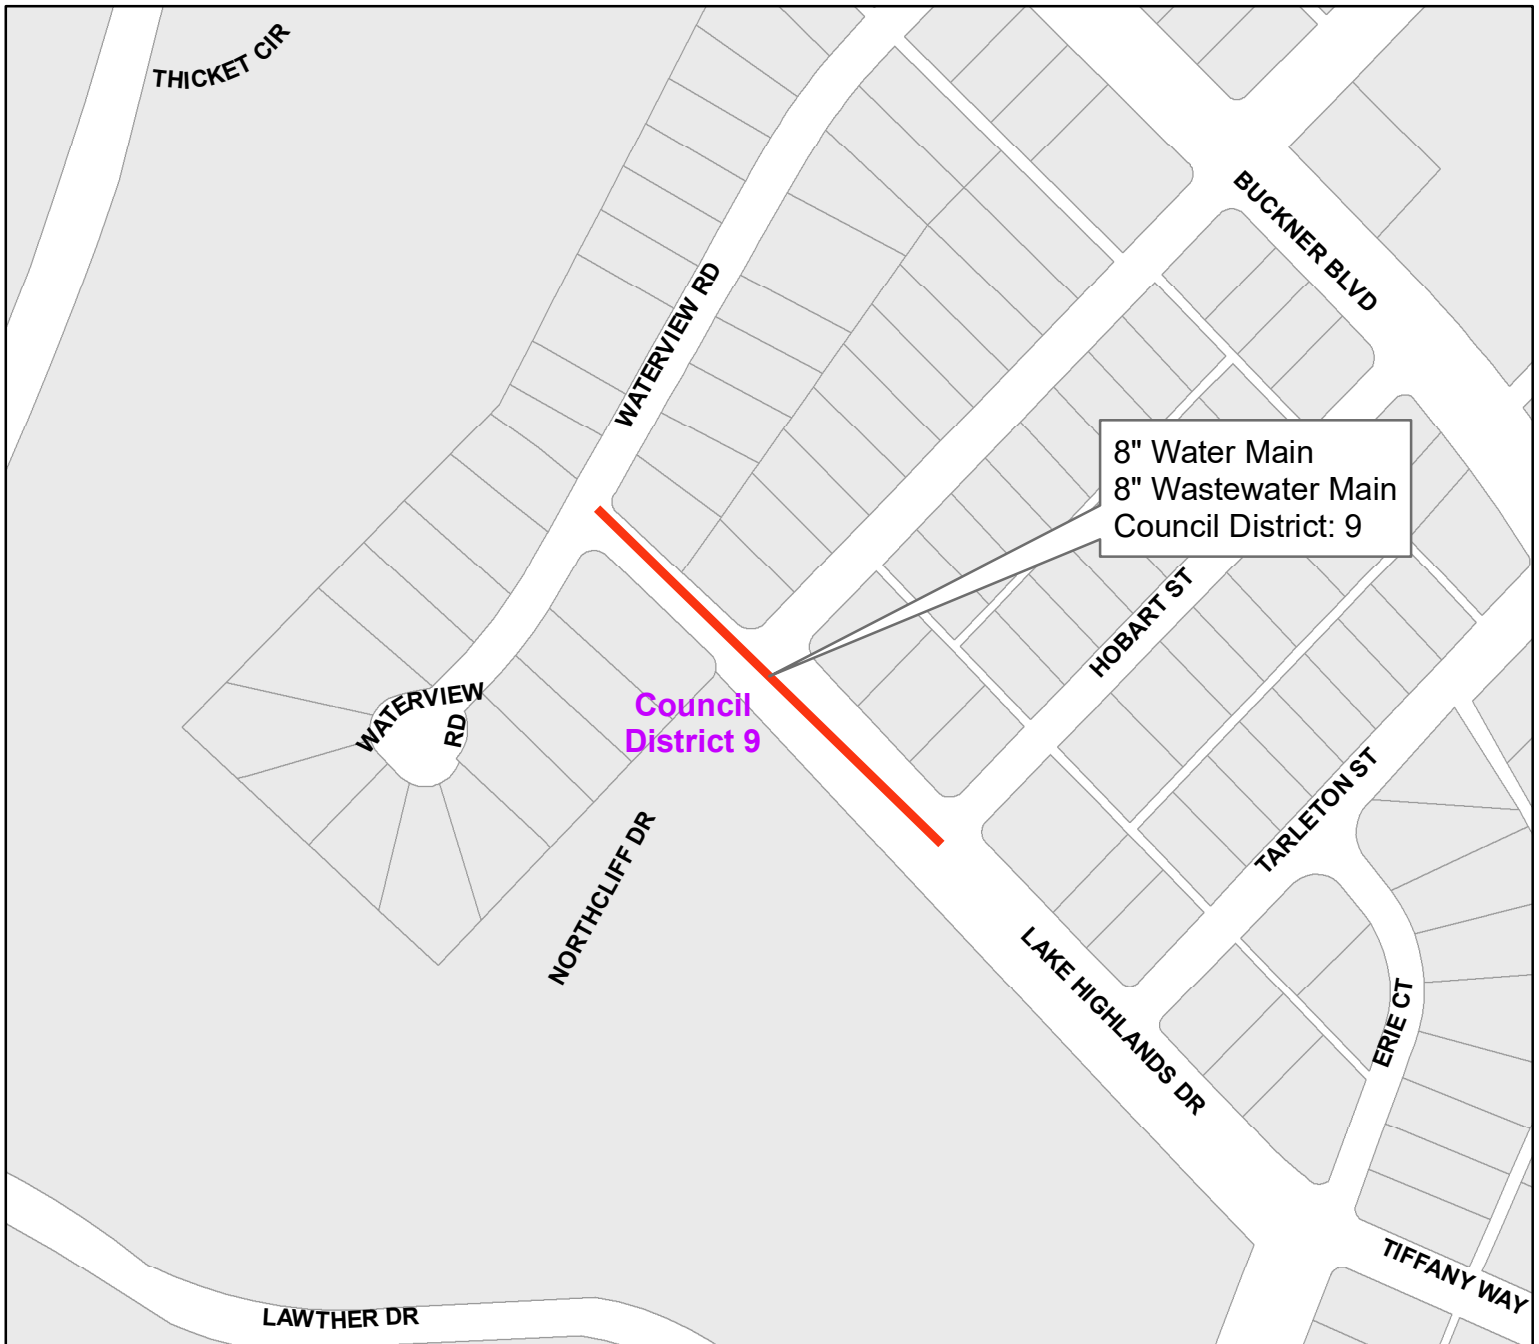 THICKET CIR
BUCKNER BLVD
WATERVIEW RD
8" Water Main
8" Wastewater Main
Council District: 9
HOBART ST
WATERVIEW
RD
Council
District 9
TARLETON ST
NORTHCLIFF DR
LAKE HIGHLANDS DR
ERIE CT
TIFFANY WAY
LAWTHER DR